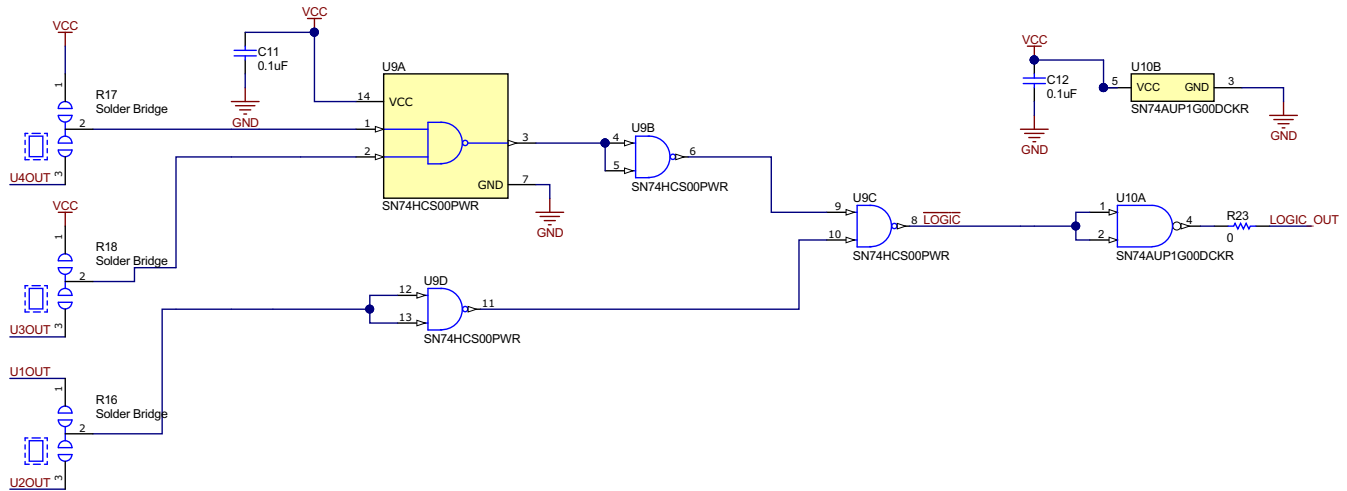 VCC
1
R17
Solder Bridge
2
3
U4OUT
VCC
1
R18
Solder Bridge
2
3
U3OUT
U1OUT
1
R16
Solder Bridge
2
3
U2OUT
VCC
C11
0.1uF
GND
U9A
14
VCC
1
2
3
GND
7
SN74HCS00PWR
GND
U9B
4
5
6
SN74HCS00PWR
U9D
12
13
11
SN74HCS00PWR
U9C
9
10
8
LOGIC
SN74HCS00PWR
VCC
C12
0.1uF
GND
U10B
5
VCC
GND
3
SN74AUP1G00DCKR
GND
U10A
1
2
4
SN74AUP1G00DCKR
R23
0
LOGIC_OUT